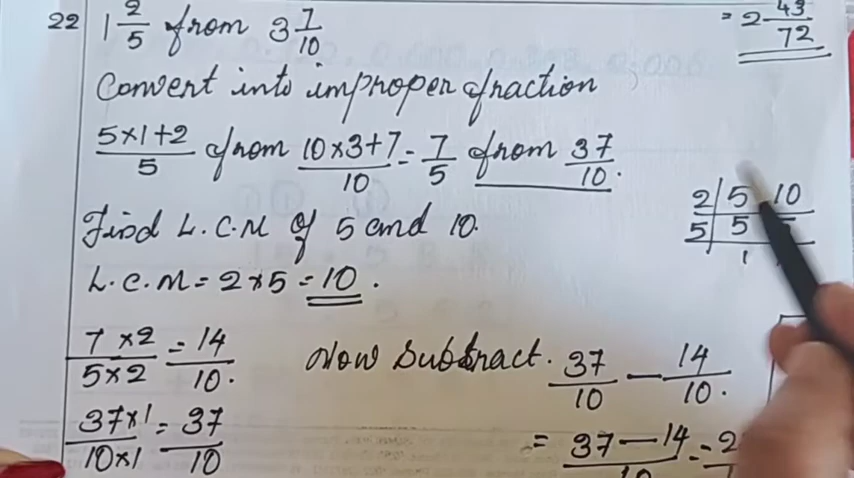 = 2 43/72
22 1 2/5 from 3 7/10
Convert into improper fraction
5×1+2/5 from 10×3+7/10 = 7/5 from 37/10.
2 | 5 10
5 | 5
1
Find L.C.M of 5 and 10.
L.C.M = 2×5 = 10.
7×2/5×2 = 14/10.
Now Subtract. 37/10 — 14/10.
37×1/10×1 = 37/10
= 37—14/10 =